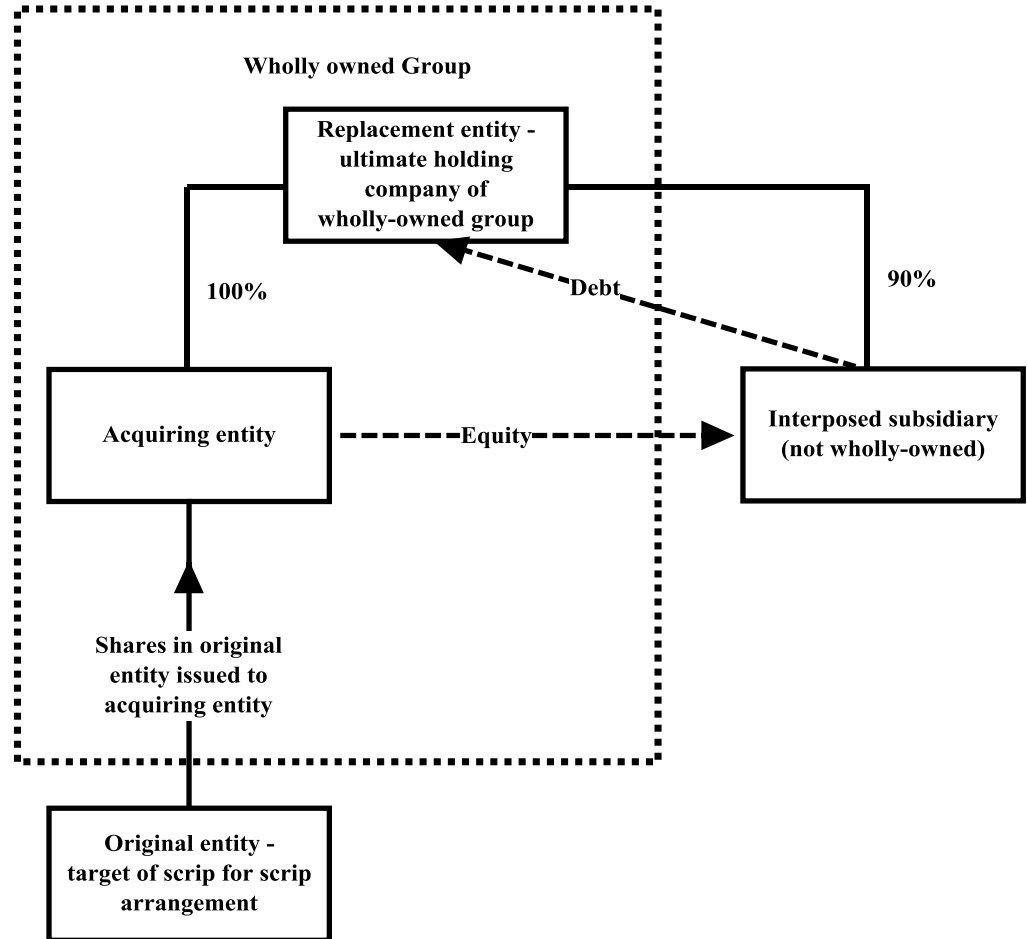 Wholly owned Group
Replacement entity -
ultimate holding
company of
wholly-owned group
100%
Debt
90%
Acquiring entity
Equity
Interposed subsidiary
(not wholly-owned)
Shares in original
entity issued to
acquiring entity
Original entity -
target of scrip for scrip
arrangement